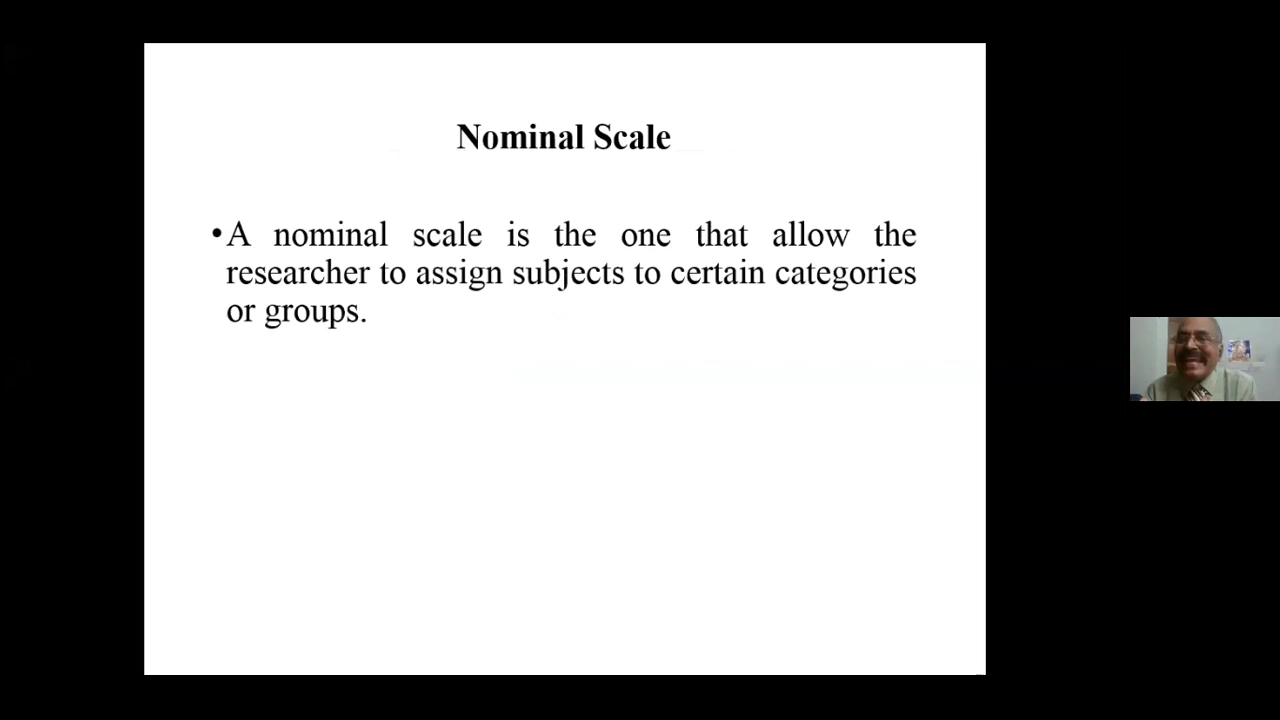 Nominal Scale
•A nominal scale is the one that allow the
researcher to assign subjects to certain categories
or groups.